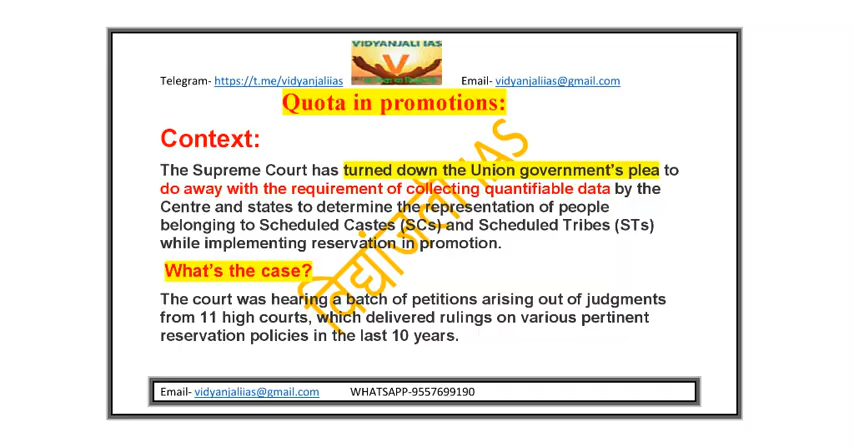 VIDYANJALI IAS
Telegram- https://t.me/vidyanjaliias Email- vidyanjaliias@gmail.com
Quota in promotions:
Context:
The Supreme Court has turned down the Union government's plea to
do away with the requirement of collecting quantifiable data by the
Centre and states to determine the representation of people
belonging to Scheduled Castes (SCs) and Scheduled Tribes (STs)
while implementing reservation in promotion.
What's the case?
The court was hearing a batch of petitions arising out of judgments
from 11 high courts, which delivered rulings on various pertinent
reservation policies in the last 10 years.
विद्यांजली IAS
Email- vidyanjaliias@gmail.com WHATSAPP-9557699190